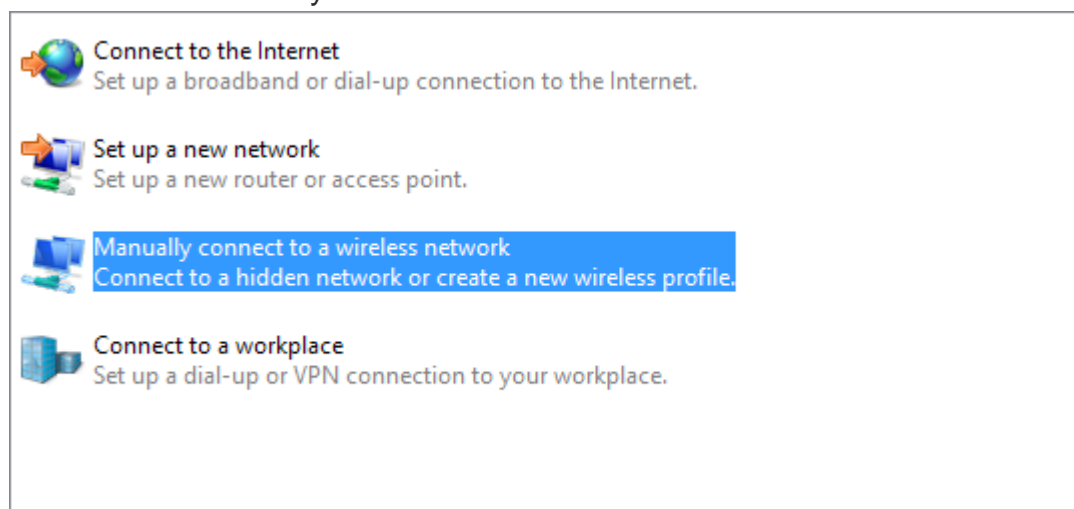 Connect to the Internet
Set up a broadband or dial-up connection to the Internet.
Set up a new network
Set up a new router or access point.
Manually connect to a wireless network
Connect to a hidden network or create a new wireless profile.
Connect to a workplace
Set up a dial-up or VPN connection to your workplace.